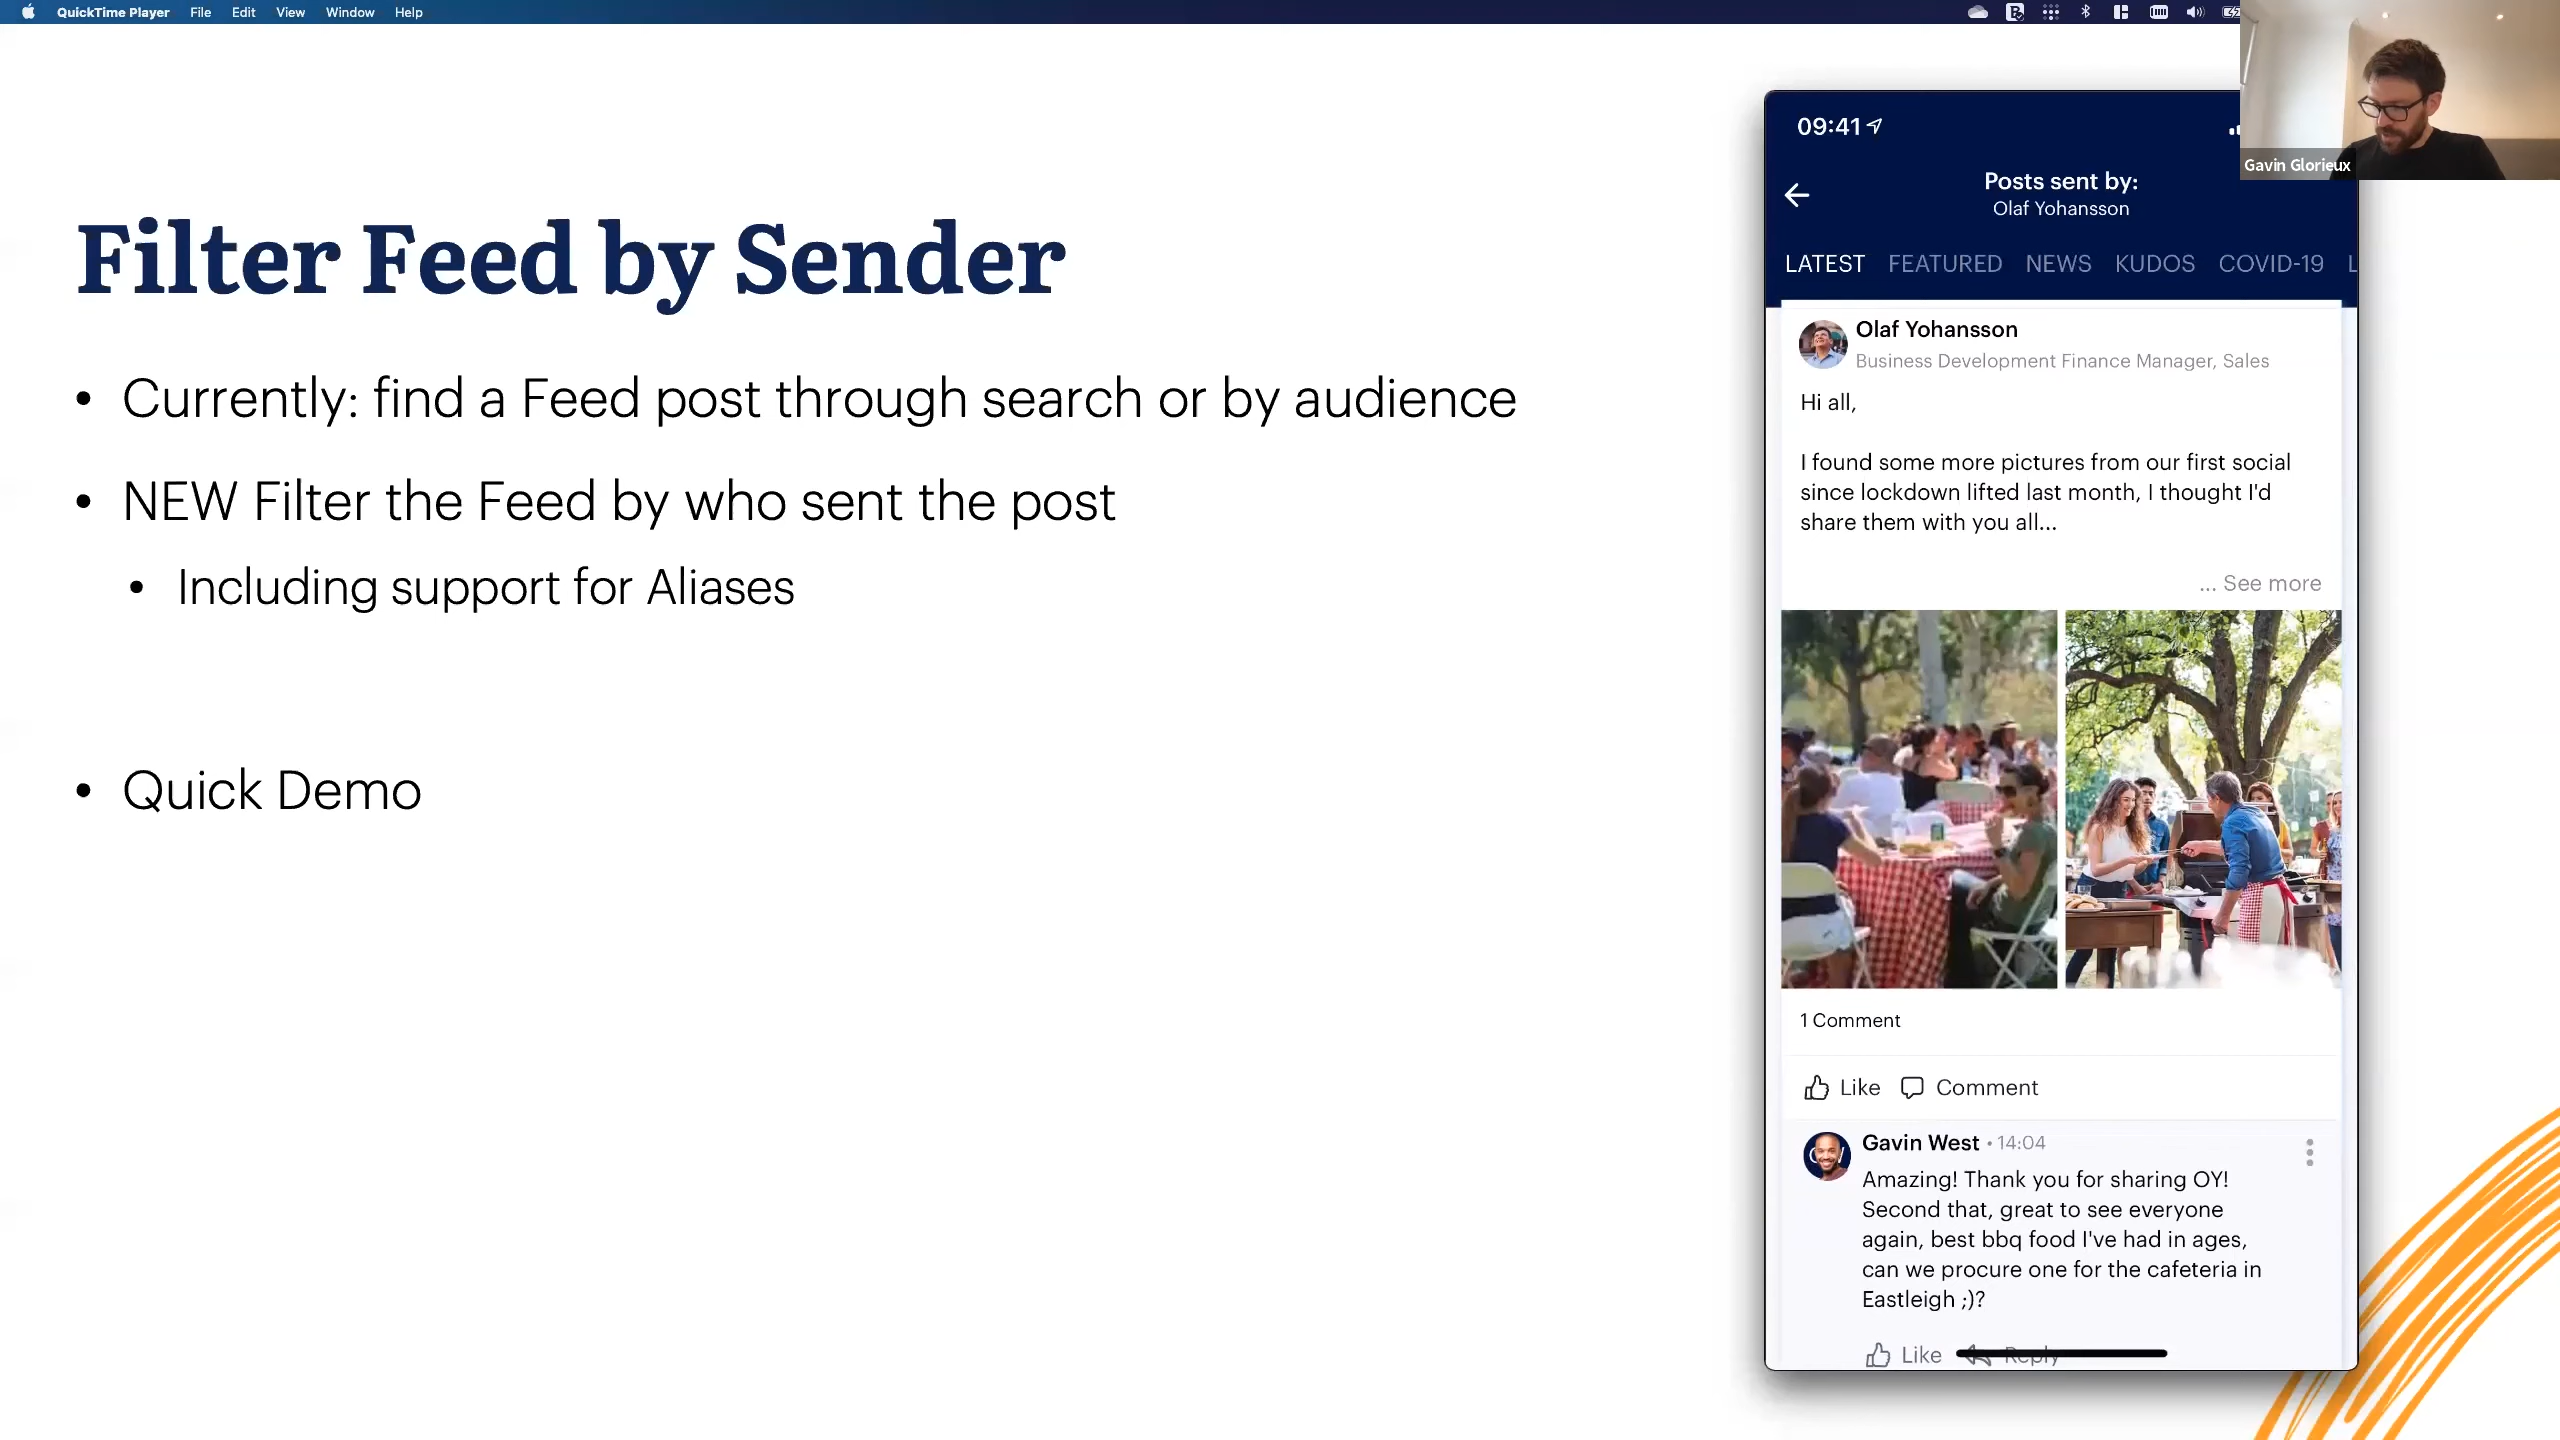 QuickTime Player File Edit View Window Help
Gavin Glorieux
Filter Feed by Sender
• Currently: find a Feed post through search or by audience
• NEW Filter the Feed by who sent the post
• Including support for Aliases
• Quick Demo
09:41
Posts sent by:
Olaf Yohansson
LATEST FEATURED NEWS KUDOS COVID-19 L
Olaf Yohansson
Business Development Finance Manager, Sales
Hi all,
I found some more pictures from our first social
since lockdown lifted last month, I thought I'd
share them with you all...
... See more
1 Comment
Like Comment
Gavin West • 14:04
Amazing! Thank you for sharing OY!
Second that, great to see everyone
again, best bbq food I've had in ages,
can we procure one for the cafeteria in
Eastleigh ;)?
Like Reply